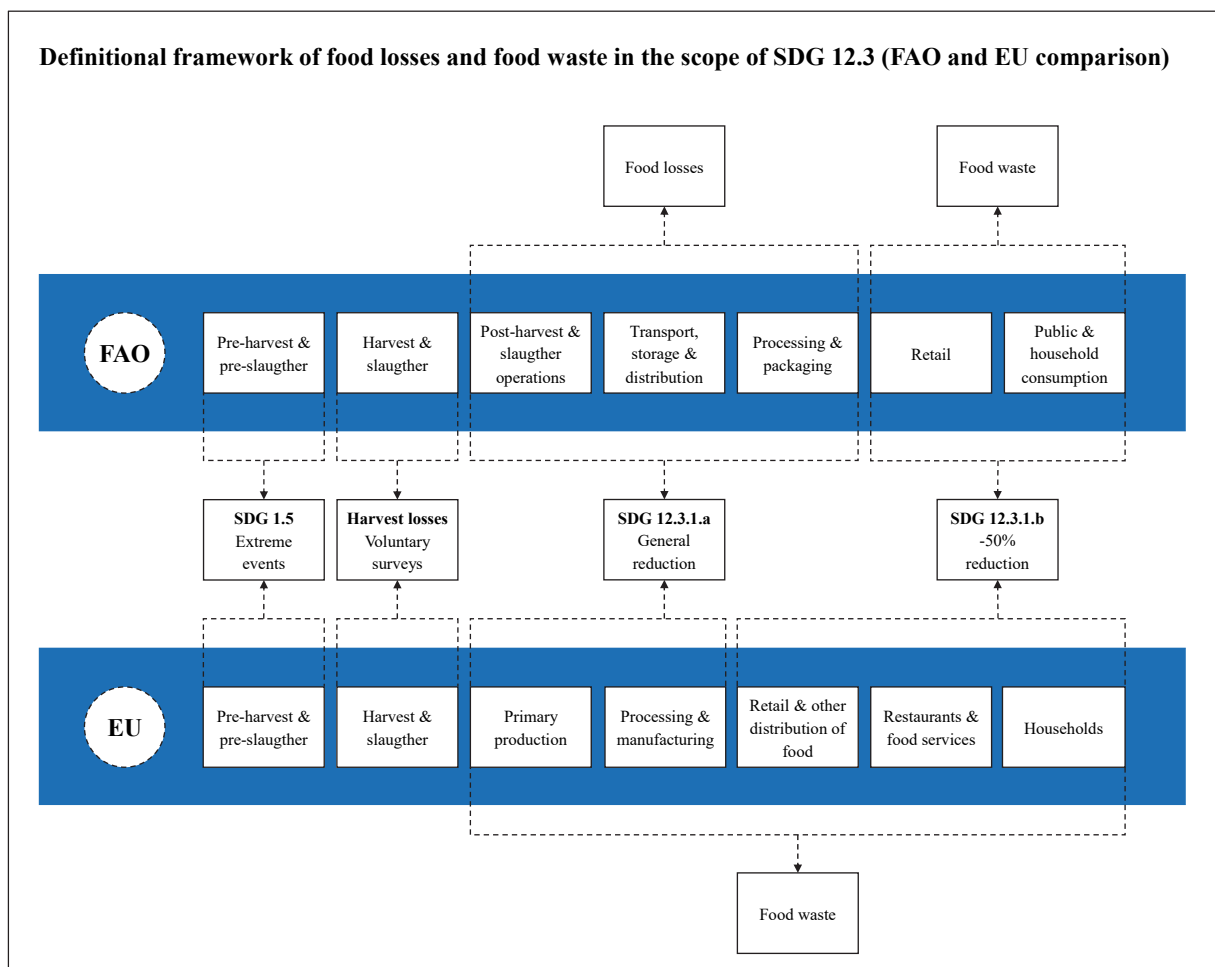 Definitional framework of food losses and food waste in the scope of SDG 12.3 (FAO and EU comparison)
Food losses
Food waste
FAO
Pre-harvest &
pre-slaugther
Harvest &
slaugther
Post-harvest &
slaugther
operations
Transport,
storage &
distribution
Processing &
packaging
Retail
Public &
household
consumption
SDG 1.5
Extreme
events
Harvest losses
Voluntary
surveys
SDG 12.3.1.a
General
reduction
SDG 12.3.1.b
-50%
reduction
EU
Pre-harvest &
pre-slaugther
Harvest &
slaugther
Primary
production
Processing &
manufacturing
Retail & other
distribution of
food
Restaurants &
food services
Households
Food waste